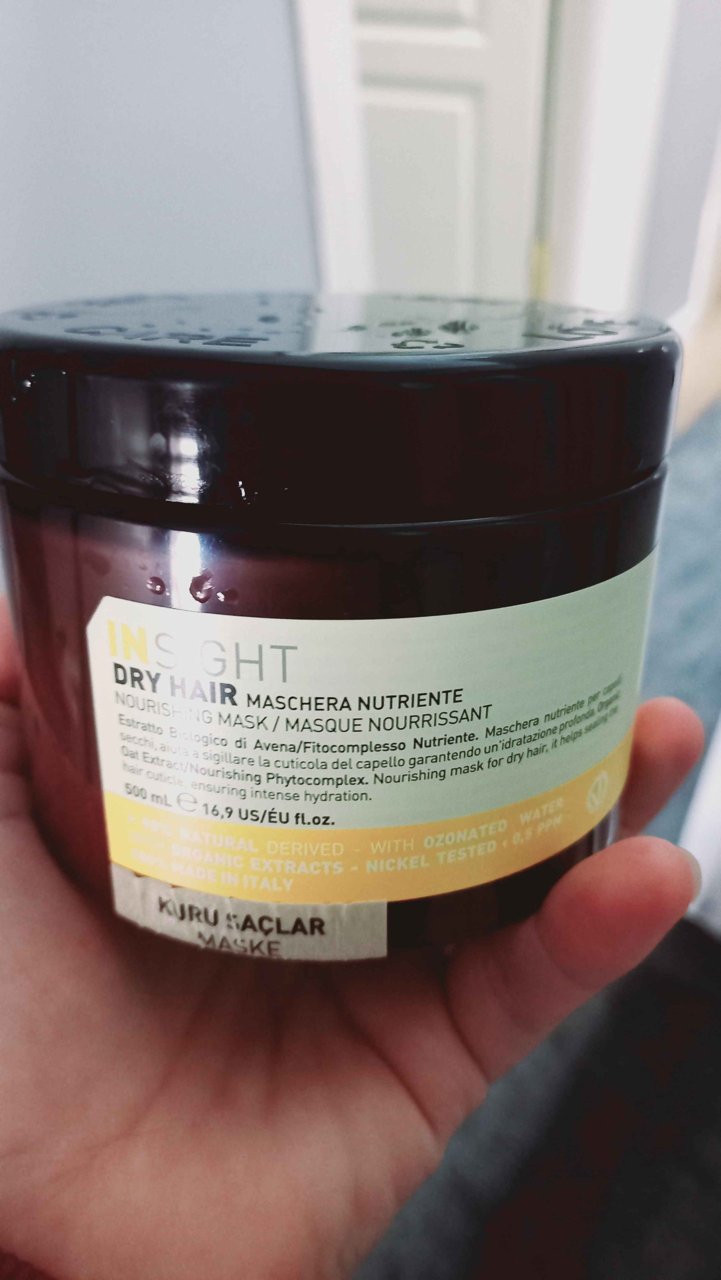 INSIGHT
DRY HAIR MASCHERA NUTRIENTE
NOURISHING MASK / MASQUE NOURRISSANT
Estratto Biologico di Avena/Fitocomplesso Nutriente. Maschera nutriente per capelli
secchi, aiuta a sigillare la cuticola del capello garantendo un'idratazione profonda. Organic
Oat Extract/Nourishing Phytocomplex. Nourishing mask for dry hair, it helps sealing the
hair cuticle, ensuring intense hydration.
500 mL e 16,9 US/ÉU fl.oz.
NATURAL DERIVED - WITH OZONATED WATER
ORGANIC EXTRACTS - NICKEL TESTED < 0,5 PPM
100% MADE IN ITALY
KURU SAÇLAR
MASKE